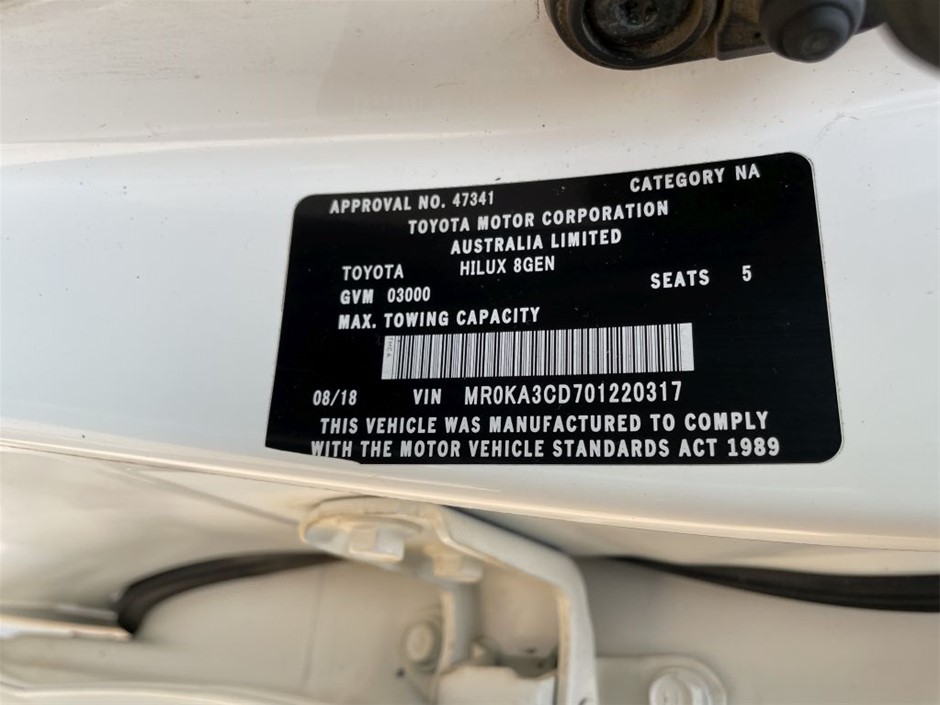 APPROVAL NO. 47341 CATEGORY NA
TOYOTA MOTOR CORPORATION
AUSTRALIA LIMITED
TOYOTA HILUX 8GEN
GVM 03000 SEATS 5
MAX. TOWING CAPACITY
08/18 VIN MR0KA3CD701220317
THIS VEHICLE WAS MANUFACTURED TO COMPLY
WITH THE MOTOR VEHICLE STANDARDS ACT 1989